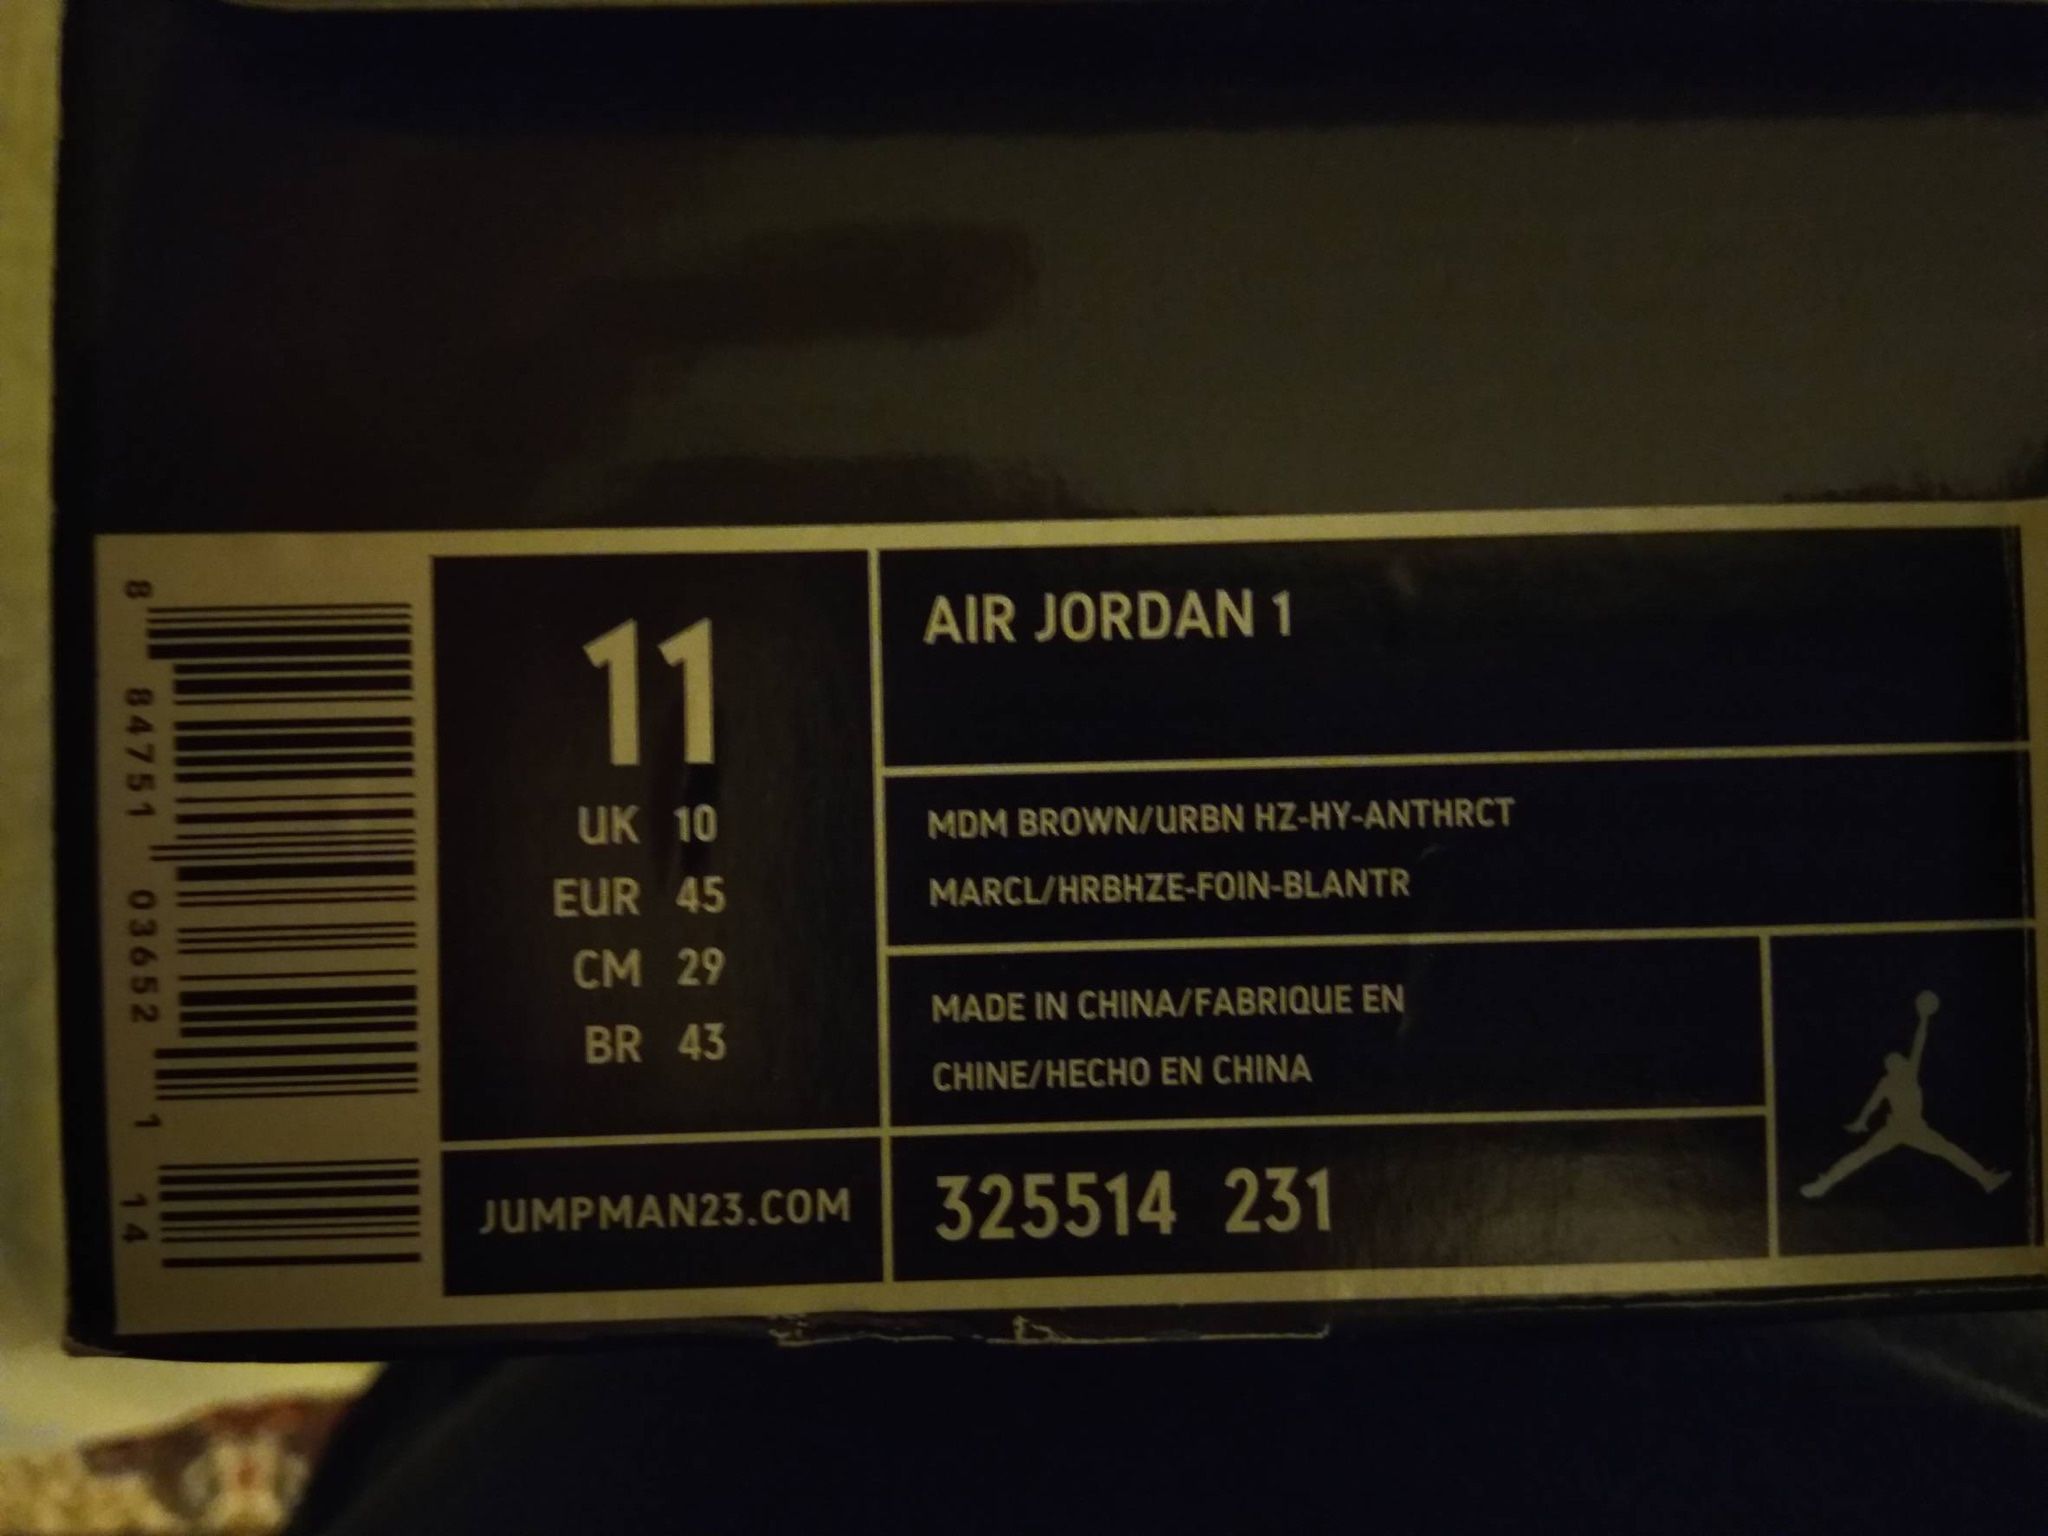 8 84751 03652 1 14
11
UK 10
EUR 45
CM 29
BR 43
JUMPMAN23.COM
AIR JORDAN 1
MDM BROWN/URBN HZ-HY-ANTHRCT
MARCL/HRBHZE-FOIN-BLANTR
MADE IN CHINA/FABRIQUE EN
CHINE/HECHO EN CHINA
325514 231